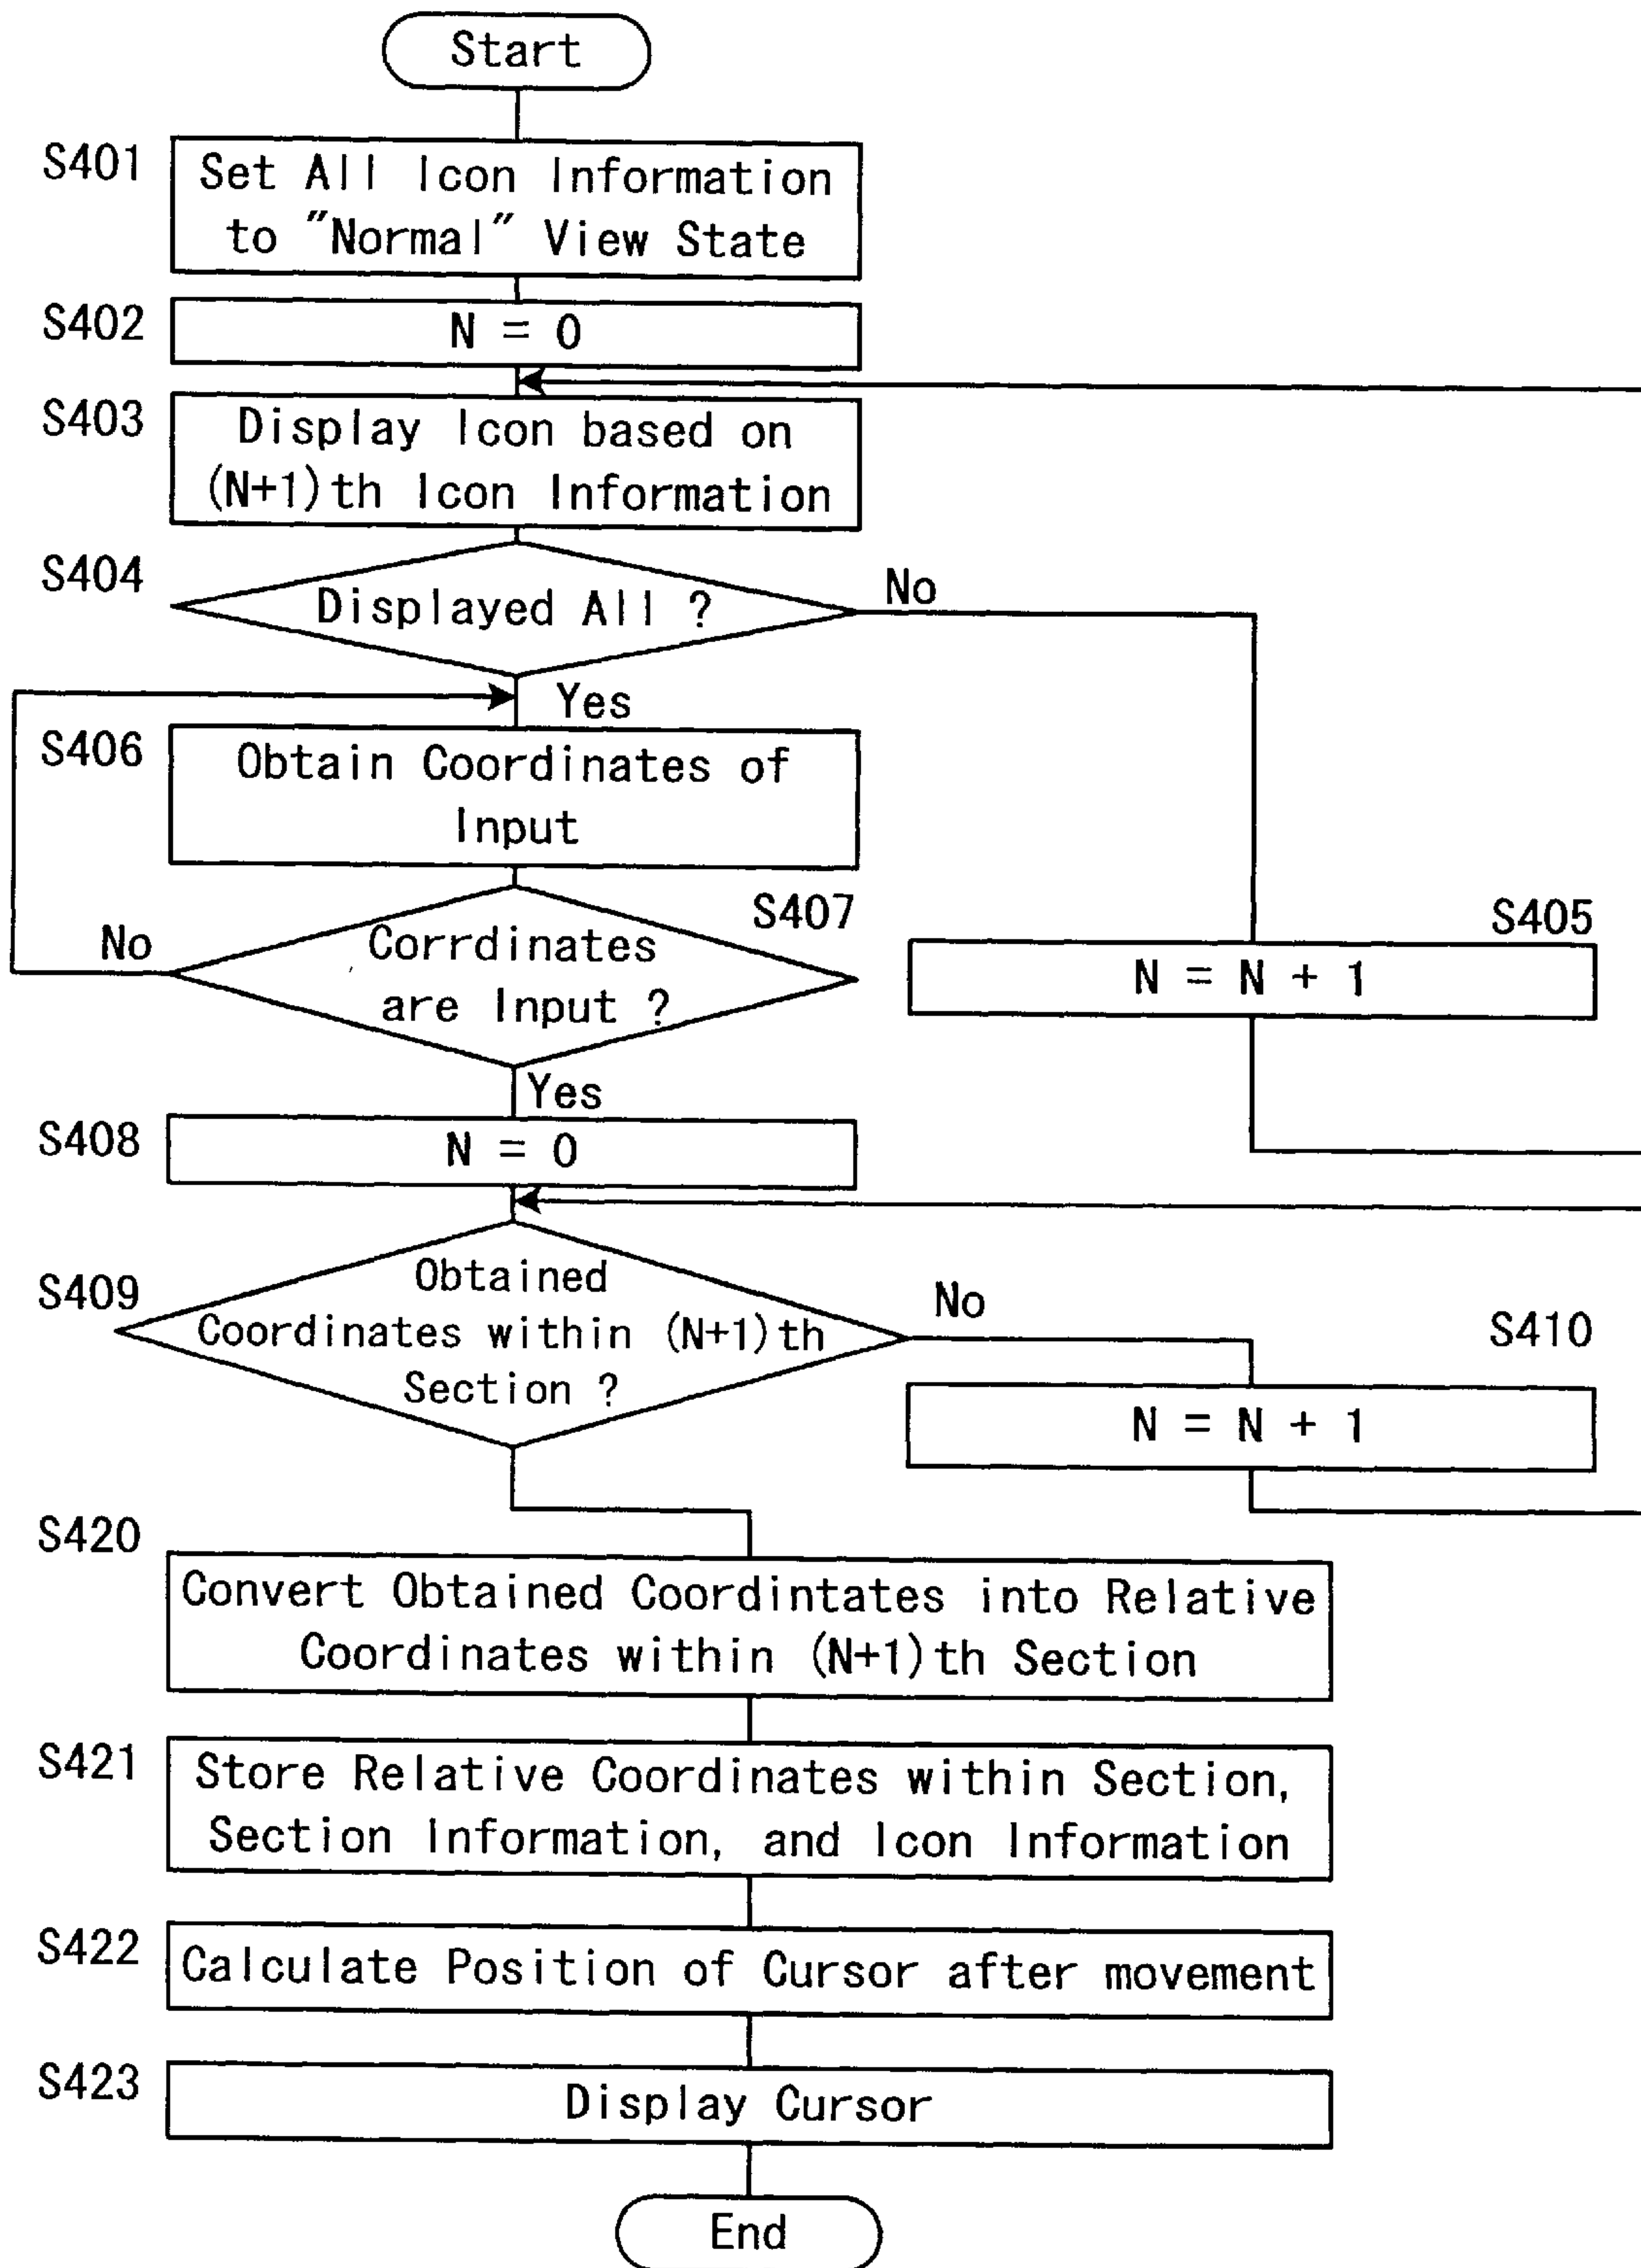 Start
S401
Set All Icon Information
to "Normal" View State
S402
N = 0
S403
Display Icon based on
(N+1)th Icon Information
S404
Displayed All ?
No
Yes
S406
Obtain Coordinates of
Input
S407
Corrdinates
are Input ?
No
S405
N = N + 1
Yes
S408
N = 0
S409
Obtained
Coordinates within (N+1)th
Section ?
No
S410
N = N + 1
S420
Convert Obtained Coordintates into Relative
Coordinates within (N+1)th Section
S421
Store Relative Coordinates within Section,
Section Information, and Icon Information
S422
Calculate Position of Cursor after movement
S423
Display Cursor
End